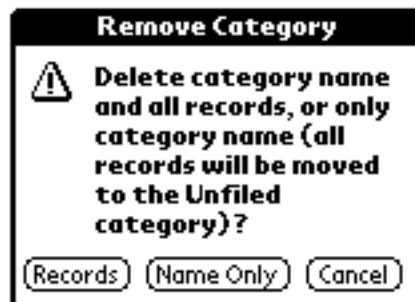 Remove Category
Delete category name
and all records, or only
category name (all
records will be moved
to the Unfiled
category)?
Records Name Only Cancel